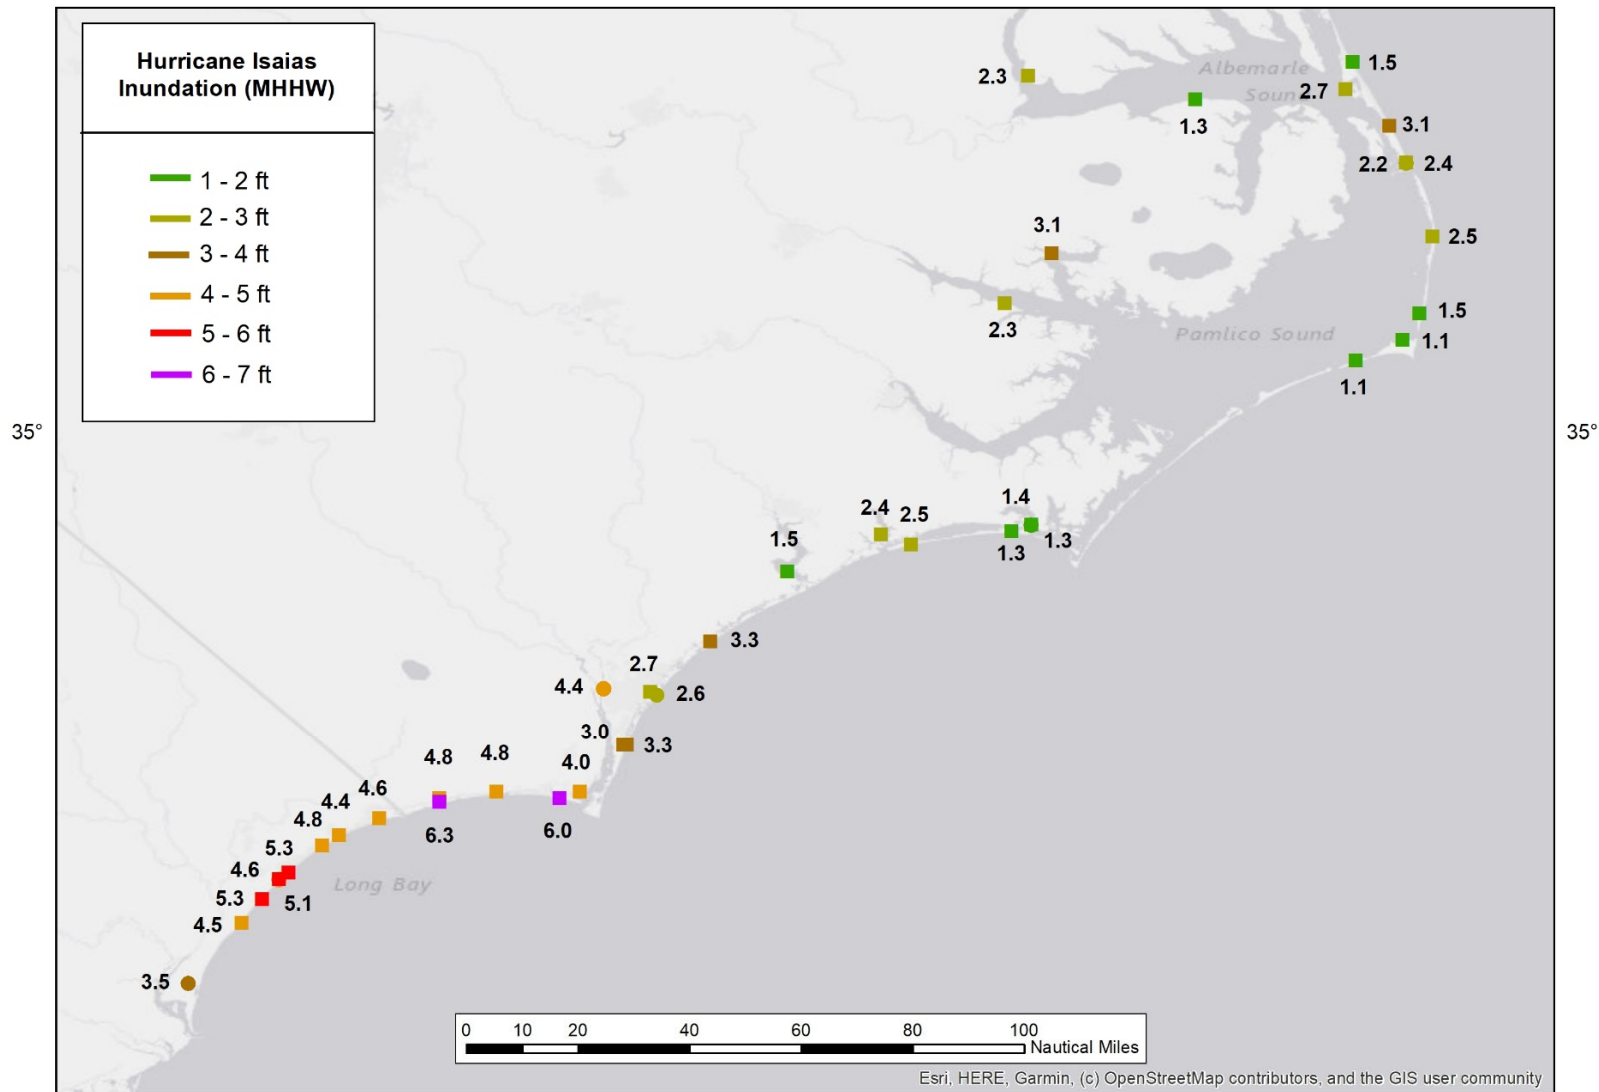 Hurricane Isaias
Inundation (MHHW)
1 - 2 ft
2 - 3 ft
3 - 4 ft
4 - 5 ft
5 - 6 ft
6 - 7 ft
Albemarle
Sound
1.5
2.3
2.7
1.3
3.1
2.2
2.4
3.1
2.5
2.3
1.5
Pamlico Sound
1.1
1.1
35°
35°
1.4
2.4
2.5
1.5
1.3
1.3
3.3
2.7
4.4
2.6
3.0
3.3
4.8
4.8
4.0
4.6
4.4
4.8
6.3
6.0
5.3
4.6
Long Bay
5.3
5.1
4.5
3.5
0 10 20 40 60 80 100
Nautical Miles
Esri, HERE, Garmin, (c) OpenStreetMap contributors, and the GIS user community